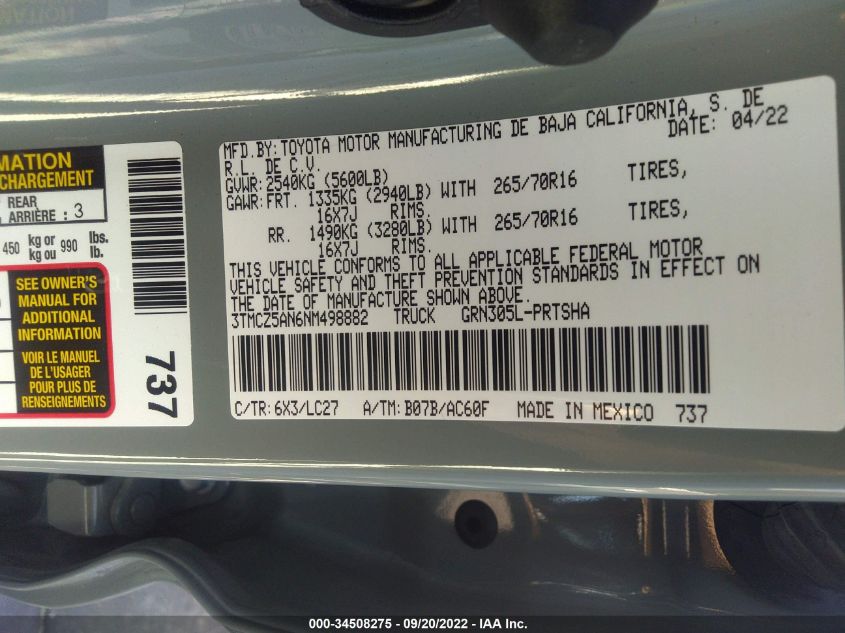 MATION
CHARGEMENT
REAR
ARRIÈRE : 3
450 kg or 990 lbs.
kg ou lb.
SEE OWNER'S
MANUAL FOR
ADDITIONAL
INFORMATION
VOIR LE MANUEL
DE L'USAGER
POUR PLUS DE
RENSEIGNEMENTS
737
MFD.BY:TOYOTA MOTOR MANUFACTURING DE BAJA CALIFORNIA, S. DE
R.L. DE C.V. DATE: 04/22
GVWR:2540KG (5600LB)
GAWR:FRT. 1335KG (2940LB) WITH 265/70R16 TIRES,
16X7J RIMS.
RR. 1490KG (3280LB) WITH 265/70R16 TIRES,
16X7J RIMS.
THIS VEHICLE CONFORMS TO ALL APPLICABLE FEDERAL MOTOR
VEHICLE SAFETY AND THEFT PREVENTION STANDARDS IN EFFECT ON
THE DATE OF MANUFACTURE SHOWN ABOVE.
3TMCZ5AN6NM498882 TRUCK GRN305L-PRTSHA
C/TR:6X3/LC27 A/TM:B07B/AC60F MADE IN MEXICO 737
000-34508275 - 09/20/2022 - IAA Inc.